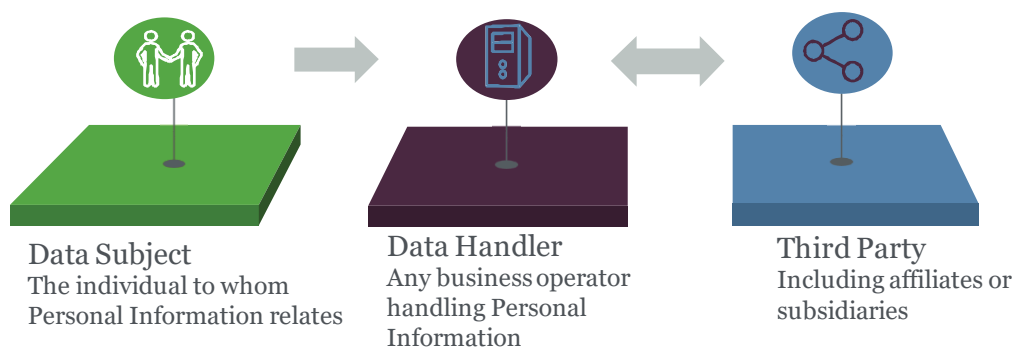 Data Subject
The individual to whom
Personal Information relates
Data Handler
Any business operator
handling Personal
Information
Third Party
Including affiliates or
subsidiaries